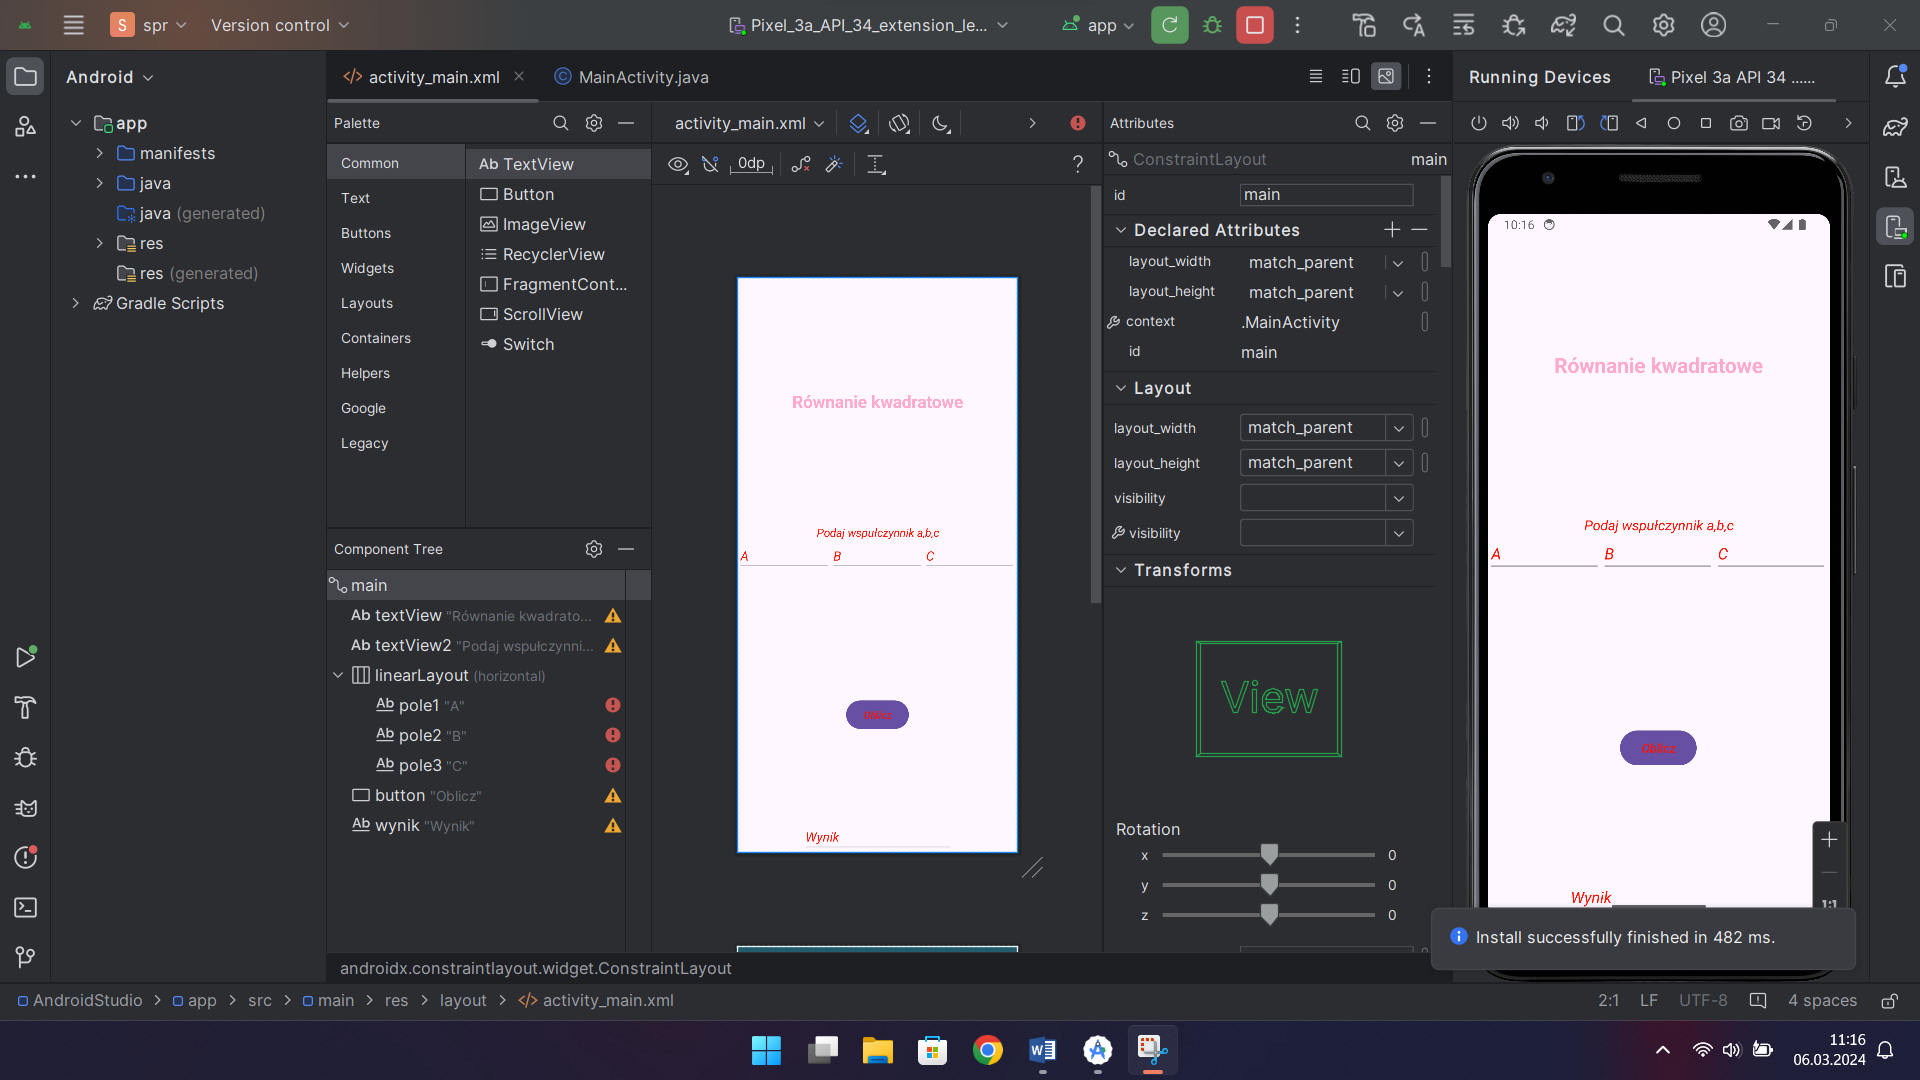 S spr Version control Pixel_3a_API_34_extension_le... app
Android activity_main.xml MainActivity.java Running Devices Pixel 3a API 34 ......
app
manifests
java
java (generated)
res
res (generated)
Gradle Scripts
Palette
Common
Text
Buttons
Widgets
Layouts
Containers
Helpers
Google
Legacy
Ab TextView
Button
ImageView
RecyclerView
FragmentCont...
ScrollView
Switch
Component Tree
main
Ab textView "Równanie kwadrato...
Ab textView2 "Podaj wspułczynni...
linearLayout (horizontal)
Ab pole1 "A"
Ab pole2 "B"
Ab pole3 "C"
button "Oblicz"
Ab wynik "Wynik"
activity_main.xml
0dp ?
Równanie kwadratowe
Podaj wspułczynnik a,b,c
A B C
Oblicz
Wynik
Attributes
ConstraintLayout main
id main
Declared Attributes
layout_width match_parent
layout_height match_parent
context .MainActivity
id main
Layout
layout_width match_parent
layout_height match_parent
visibility
visibility
Transforms
View
Rotation
x 0
y 0
z 0
10:16
Równanie kwadratowe
Podaj wspułczynnik a,b,c
A B C
Oblicz
Wynik
1:1
Install successfully finished in 482 ms.
androidx.constraintlayout.widget.ConstraintLayout
AndroidStudio > app > src > main > res > layout > activity_main.xml 2:1 LF UTF-8 4 spaces
11:16
06.03.2024